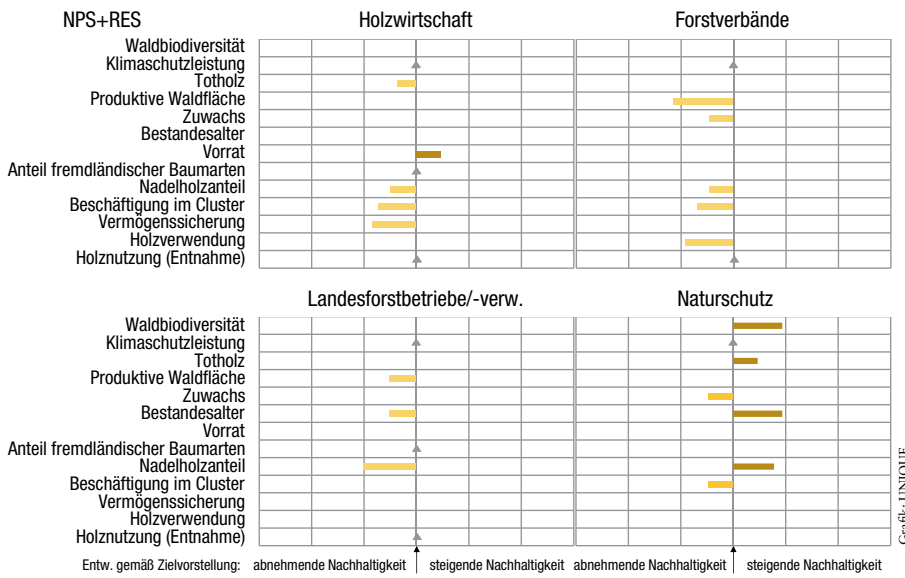 NPS+RES
Holzwirtschaft
Forstverbände
Waldbiodiversität
Klimaschutzleistung
Totholz
Produktive Waldfläche
Zuwachs
Bestandesalter
Vorrat
Anteil fremdländischer Baumarten
Nadelholzanteil
Beschäftigung im Cluster
Vermögenssicherung
Holzverwendung
Holznutzung (Entnahme)
Landesforstbetriebe/-verw.
Naturschutz
Waldbiodiversität
Klimaschutzleistung
Totholz
Produktive Waldfläche
Zuwachs
Bestandesalter
Vorrat
Anteil fremdländischer Baumarten
Nadelholzanteil
Beschäftigung im Cluster
Vermögenssicherung
Holzverwendung
Holznutzung (Entnahme)
Entw. gemäß Zielvorstellung: abnehmende Nachhaltigkeit steigende Nachhaltigkeit abnehmende Nachhaltigkeit steigende Nachhaltigkeit
Grafik: UNIQUE